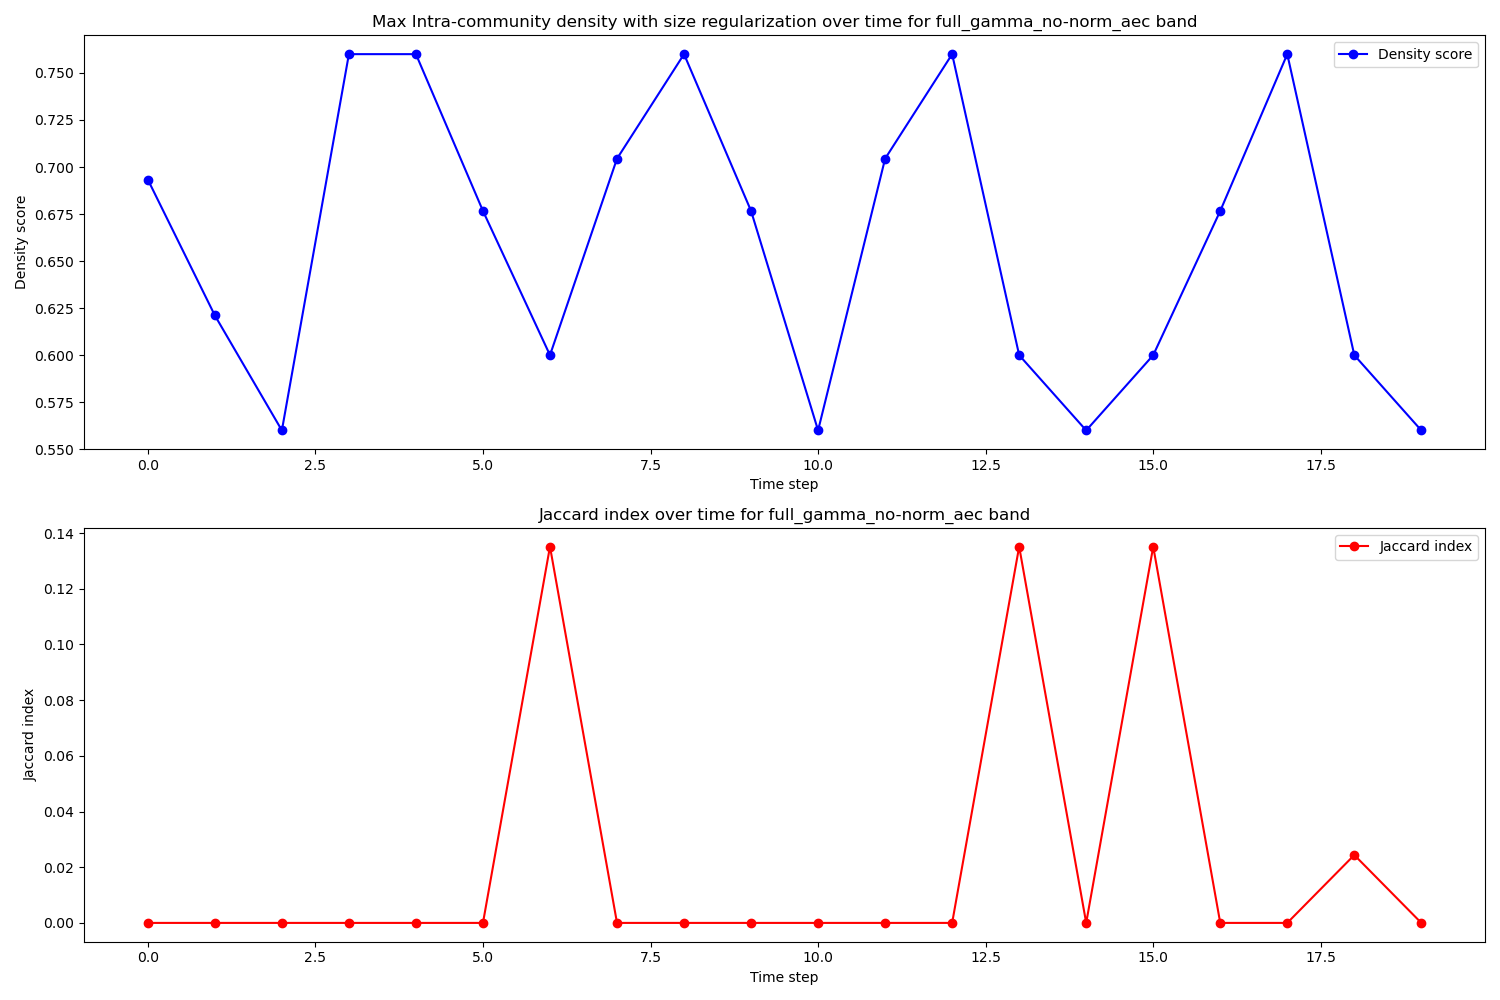 Max Intra-community density with size regularization over time for full_gamma_no-norm_aec band
Density score
0.750
0.725
0.700
0.675
0.650
0.625
0.600
0.575
0.550
Density score
0.0 2.5 5.0 7.5 10.0 12.5 15.0 17.5
Time step
Jaccard index over time for full_gamma_no-norm_aec band
Jaccard index
0.14
0.12
0.10
0.08
0.06
0.04
0.02
0.00
Jaccard index
0.0 2.5 5.0 7.5 10.0 12.5 15.0 17.5
Time step